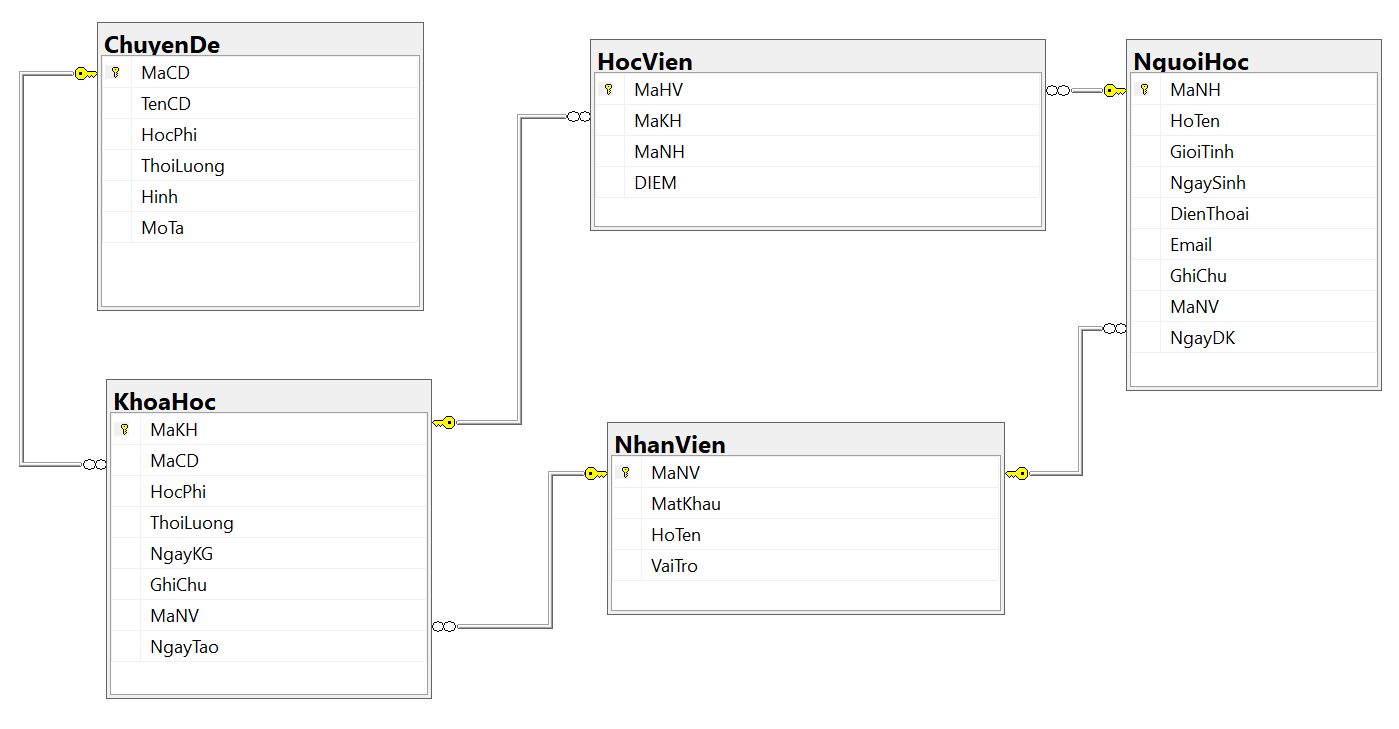 ChuyenDe
MaCD
TenCD
HocPhi
ThoiLuong
Hinh
MoTa
HocVien
MaHV
MaKH
MaNH
DIEM
NguoiHoc
MaNH
HoTen
GioiTinh
NgaySinh
DienThoai
Email
GhiChu
MaNV
NgayDK
KhoaHoc
MaKH
MaCD
HocPhi
ThoiLuong
NgayKG
GhiChu
MaNV
NgayTao
NhanVien
MaNV
MatKhau
HoTen
VaiTro